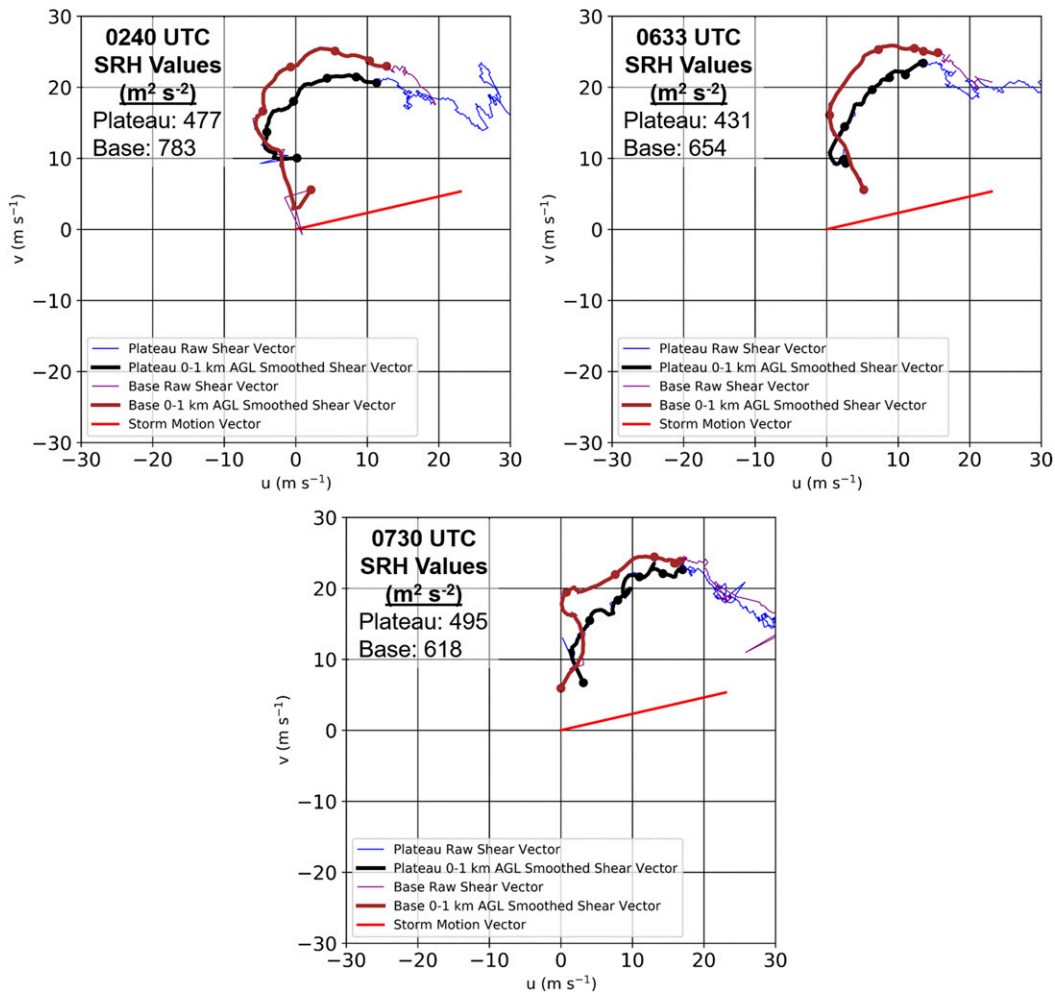 0240 UTC
SRH Values
(m² s⁻²)
Plateau: 477
Base: 783
30
20
10
0
−10
−20
−30
v (m s⁻¹)
Plateau Raw Shear Vector
Plateau 0-1 km AGL Smoothed Shear Vector
Base Raw Shear Vector
Base 0-1 km AGL Smoothed Shear Vector
Storm Motion Vector
−30 −20 −10 0 10 20 30
u (m s⁻¹)
0633 UTC
SRH Values
(m² s⁻²)
Plateau: 431
Base: 654
30
20
10
0
−10
−20
−30
v (m s⁻¹)
Plateau Raw Shear Vector
Plateau 0-1 km AGL Smoothed Shear Vector
Base Raw Shear Vector
Base 0-1 km AGL Smoothed Shear Vector
Storm Motion Vector
−30 −20 −10 0 10 20 30
u (m s⁻¹)
0730 UTC
SRH Values
(m² s⁻²)
Plateau: 495
Base: 618
30
20
10
0
−10
−20
−30
v (m s⁻¹)
Plateau Raw Shear Vector
Plateau 0-1 km AGL Smoothed Shear Vector
Base Raw Shear Vector
Base 0-1 km AGL Smoothed Shear Vector
Storm Motion Vector
−30 −20 −10 0 10 20 30
u (m s⁻¹)